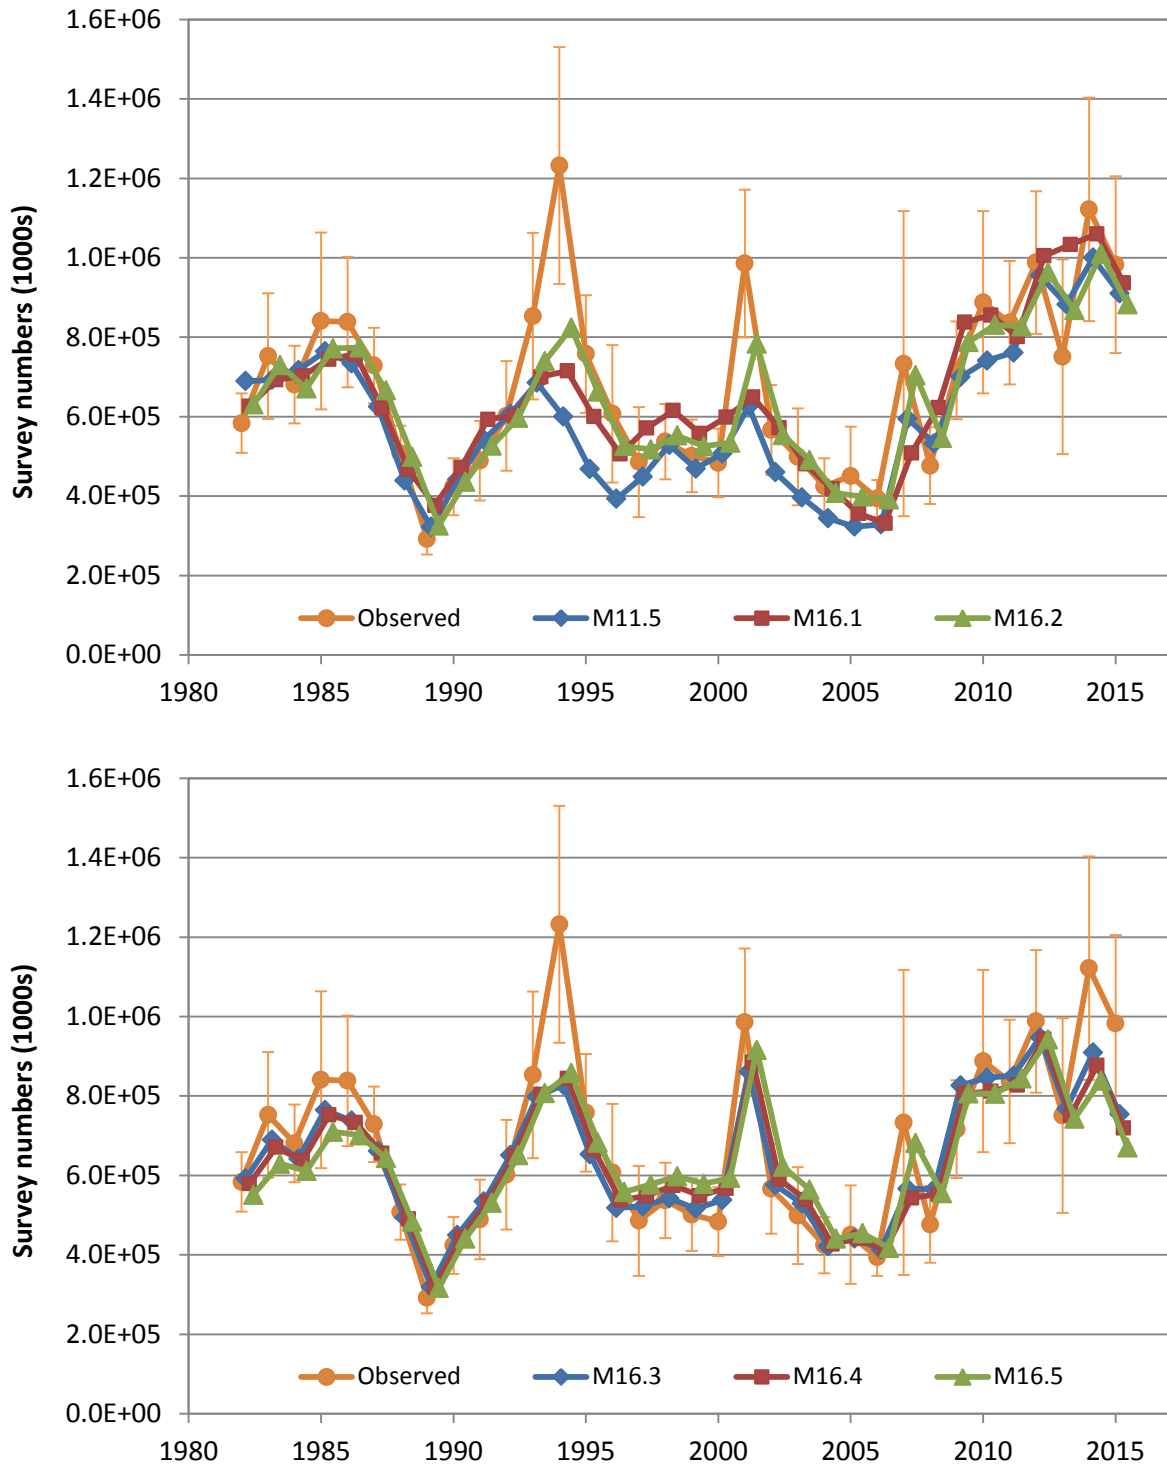 1.6E+06
1.4E+06
1.2E+06
1.0E+06
8.0E+05
6.0E+05
4.0E+05
2.0E+05
0.0E+00
Survey numbers (1000s)
Observed M11.5 M16.1 M16.2
1980 1985 1990 1995 2000 2005 2010 2015
1.6E+06
1.4E+06
1.2E+06
1.0E+06
8.0E+05
6.0E+05
4.0E+05
2.0E+05
0.0E+00
Survey numbers (1000s)
Observed M16.3 M16.4 M16.5
1980 1985 1990 1995 2000 2005 2010 2015